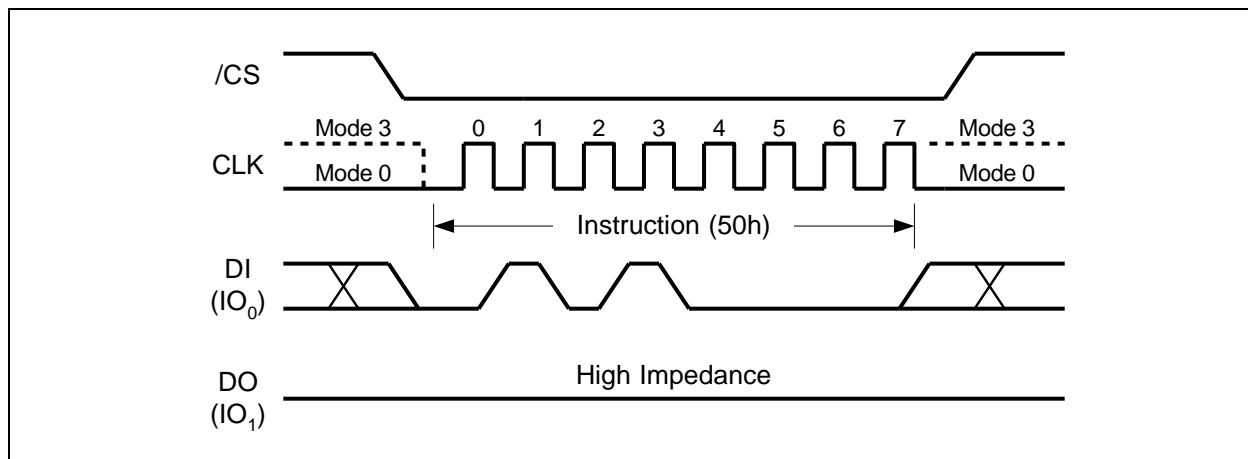 /CS
Mode 3 0 1 2 3 4 5 6 7 Mode 3
CLK
Mode 0 Mode 0
Instruction (50h)
DI
(IO0)
High Impedance
DO
(IO1)